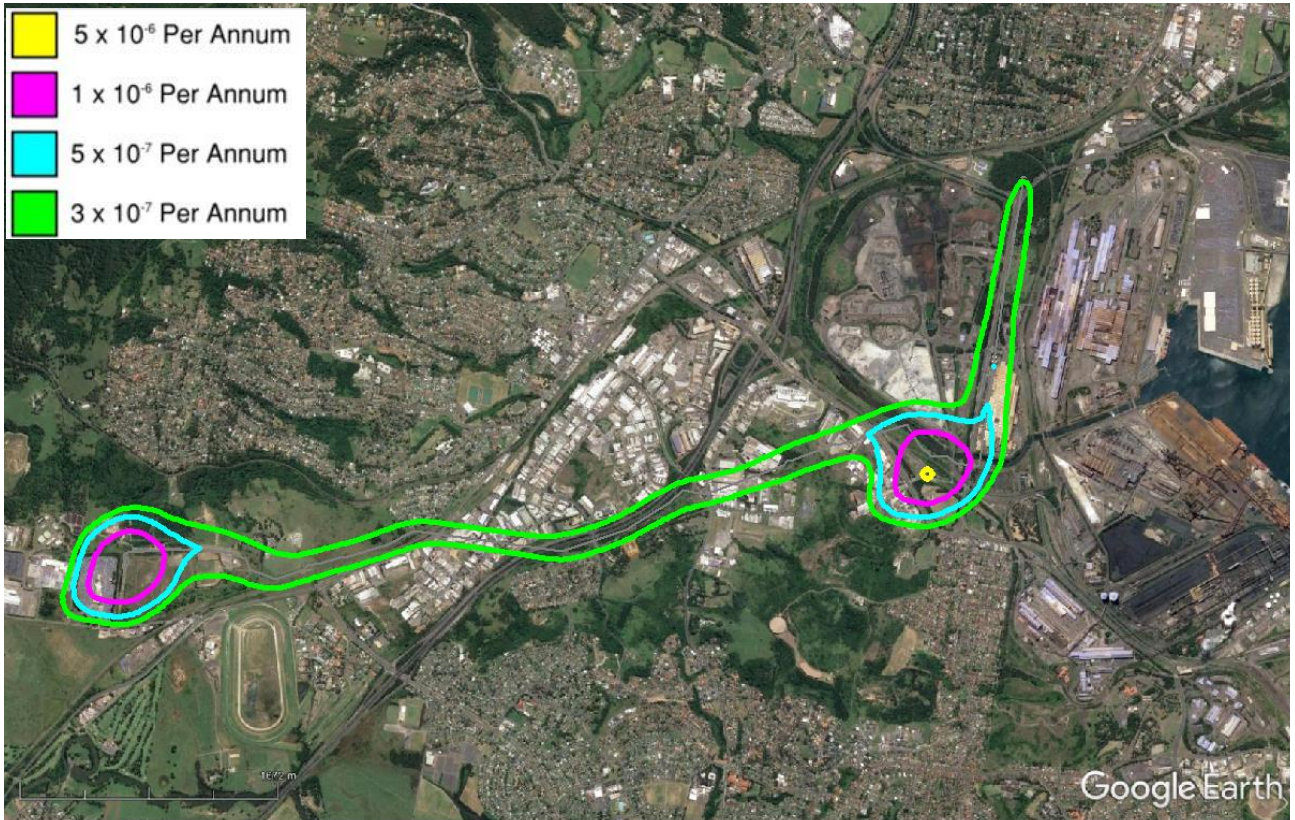 5 x 10⁻⁶ Per Annum
1 x 10⁻⁶ Per Annum
5 x 10⁻⁷ Per Annum
3 x 10⁻⁷ Per Annum
1672 m
Google Earth